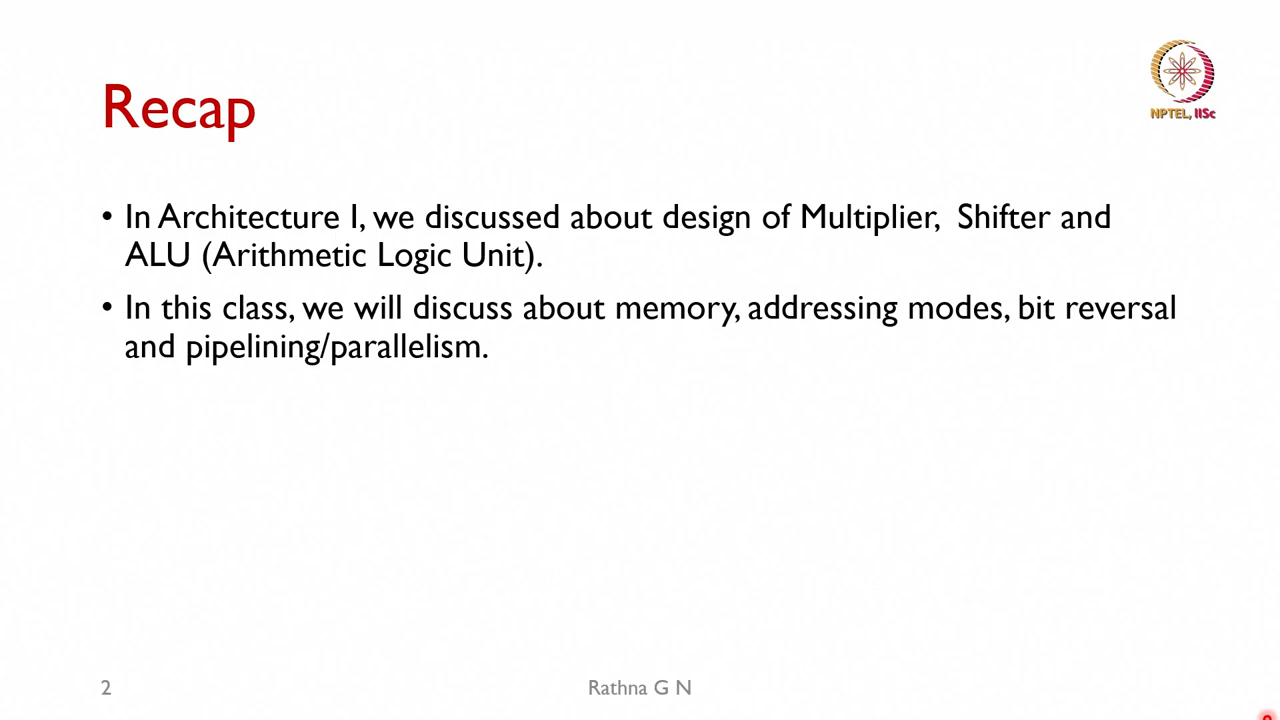 Recap
NPTEL, IISc
• In Architecture I, we discussed about design of Multiplier,  Shifter and
ALU (Arithmetic Logic Unit).
• In this class, we will discuss about memory, addressing modes, bit reversal
and pipelining/parallelism.
2
Rathna G N